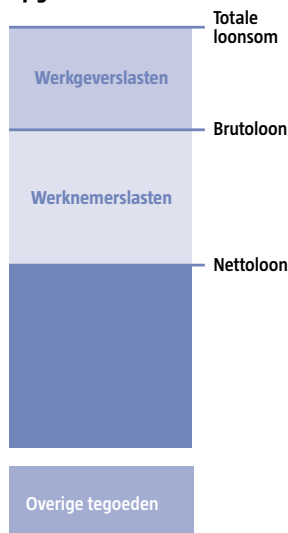 Totale
loonsom
Werkgeverslasten
Brutoloon
Werknemerslasten
Nettoloon
Overige tegoeden